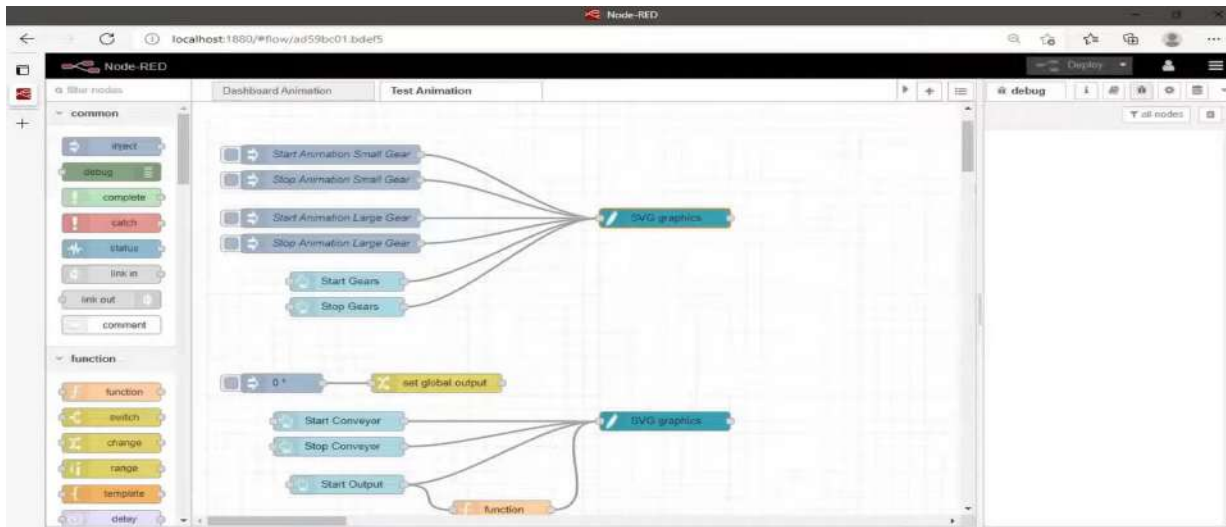 Node-RED
localhost:1880/#flow/ad59bc01.bdef5
Node-RED
Deploy
filter nodes
Dashboard Animation
Test Animation
debug
i
all nodes
common
inject
debug
complete
catch
status
link in
link out
comment
function
function
switch
change
range
template
delay
Start Animation Small Gear
Stop Animation Small Gear
Start Animation Large Gear
Stop Animation Large Gear
Start Gears
Stop Gears
SVG graphics
0
set global output
Start Conveyor
Stop Conveyor
Start Output
function
SVG graphics